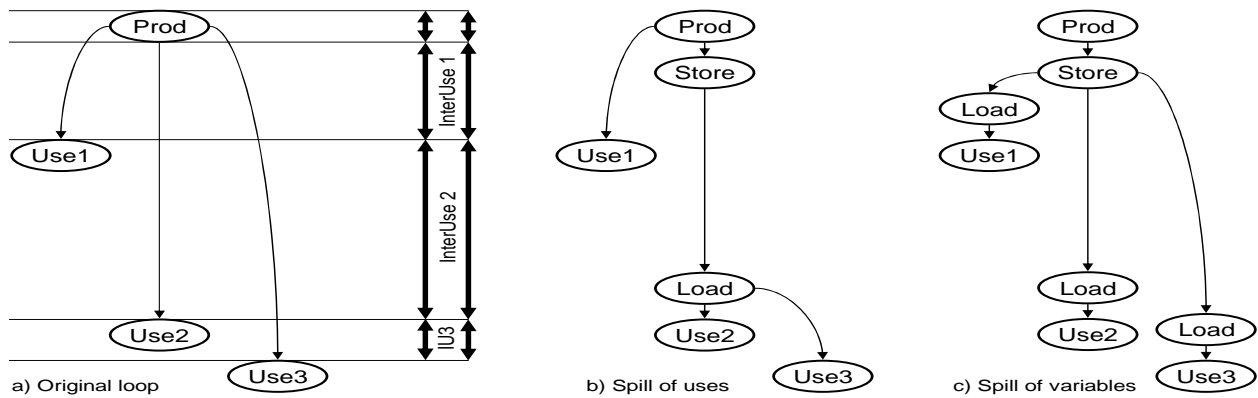 Prod
InterUse 1
Use1
InterUse 2
Use2
IU3
Use3
a) Original loop
Prod
Store
Use1
Load
Use2
Use3
b) Spill of uses
Prod
Store
Load
Use1
Load
Use2
Load
Use3
c) Spill of variables